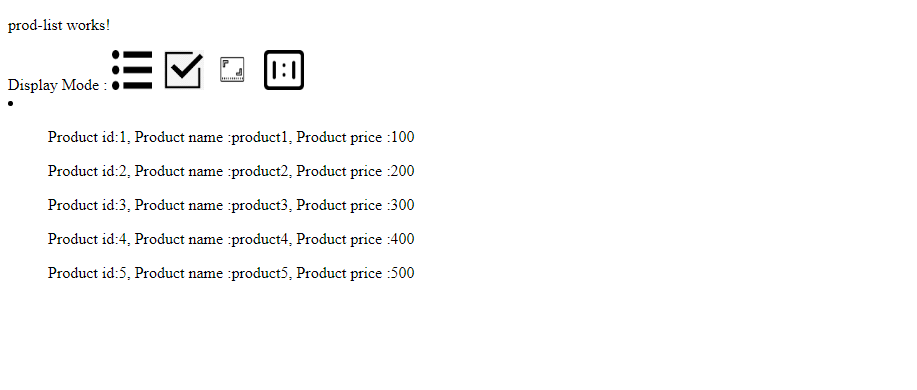 prod-list works!
Display Mode : 1:1
Product id:1, Product name :product1, Product price :100
Product id:2, Product name :product2, Product price :200
Product id:3, Product name :product3, Product price :300
Product id:4, Product name :product4, Product price :400
Product id:5, Product name :product5, Product price :500